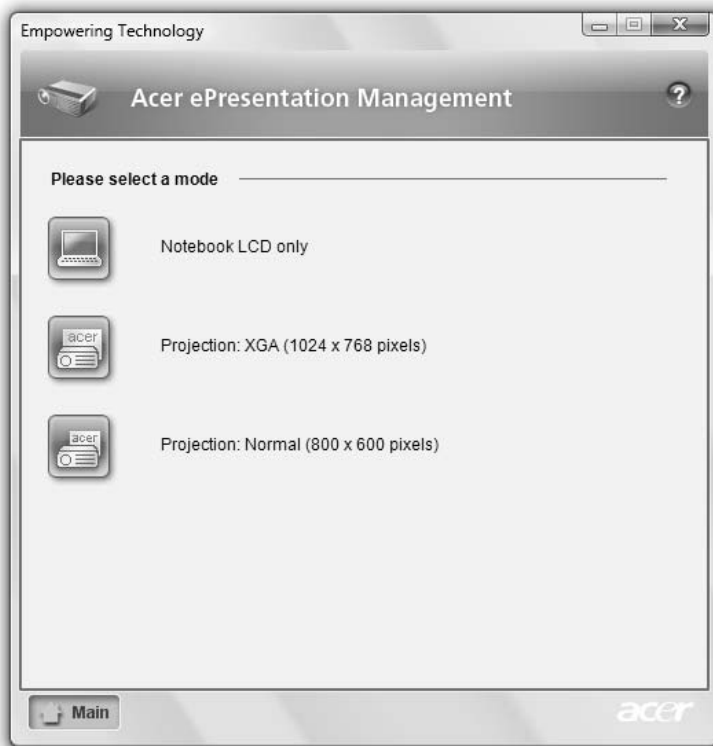 Empowering Technology
Acer ePresentation Management
?
Please select a mode
Notebook LCD only
acer
Projection: XGA (1024 x 768 pixels)
acer
Projection: Normal (800 x 600 pixels)
Main
acer